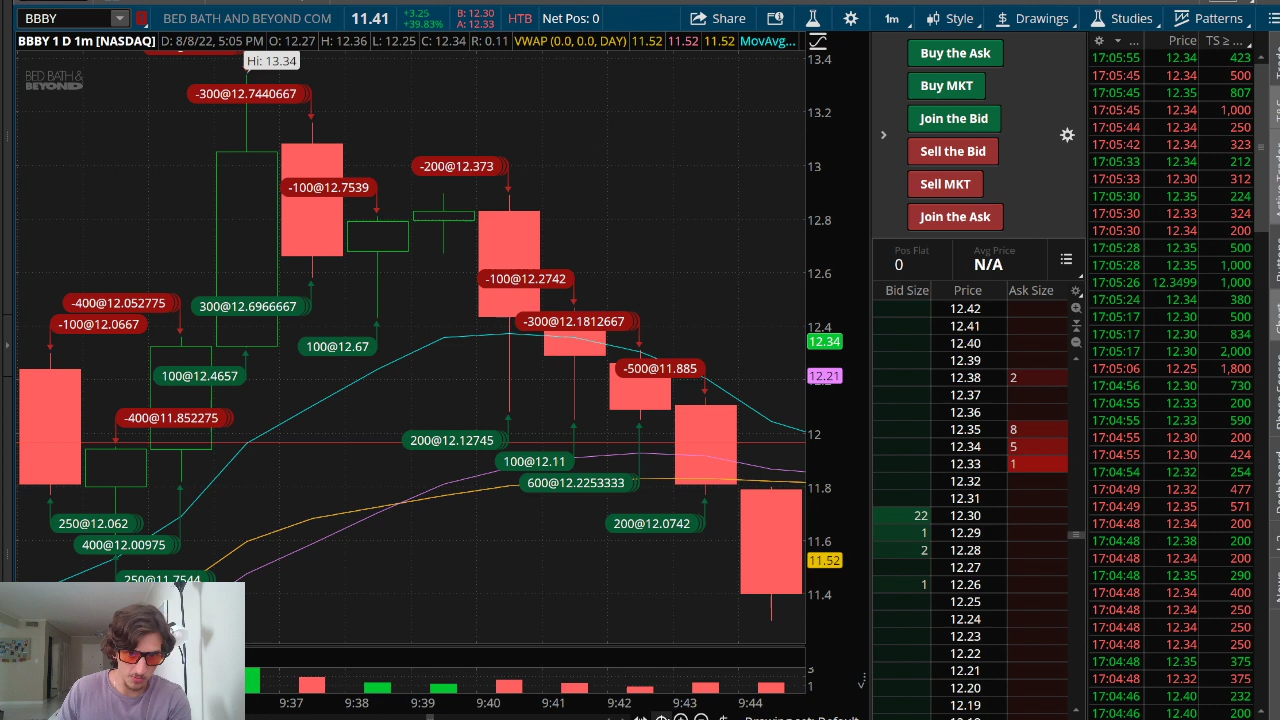 BBBY
BED BATH AND BEYOND COM
11.41
+3.25
+39.83%
B: 12.30
A: 12.33
HTB
Net Pos: 0
Share
1m
Style
Drawings
Studies
Patterns
BBBY 1 D 1m [NASDAQ]
D: 8/8/22, 5:05 PM
O: 12.27
H: 12.36
L: 12.25
C: 12.34
R: 0.11
VWAP (0.0, 0.0, DAY)
11.52
11.52
11.52
MovAvg...
BED BATH &
BEYOND
Hi: 13.34
-300@12.7440667
-100@12.7539
-200@12.373
-100@12.2742
-400@12.052775
-100@12.0667
300@12.6966667
-300@12.1812667
100@12.67
100@12.4657
-500@11.885
-400@11.852275
200@12.12745
100@12.11
600@12.2253333
250@12.062
200@12.0742
400@12.00975
250@11.7544
13.4
13.2
13
12.8
12.6
12.4
12.34
12.21
12
11.8
11.6
11.52
11.4
9:37
9:38
9:39
9:40
9:41
9:42
9:43
9:44
Buy the Ask
Buy MKT
Join the Bid
Sell the Bid
Sell MKT
Join the Ask
Pos Flat
0
Avg Price
N/A
Bid Size Price Ask Size
12.42
12.41
12.40
12.39
12.38 2
12.37
12.36
12.35 8
12.34 5
12.33 1
12.32
12.31
22 12.30
1 12.29
2 12.28
12.27
1 12.26
12.25
12.24
12.23
12.22
12.21
12.20
12.19
... Price TS ≥ ...
17:05:55 12.34 423
17:05:45 12.34 500
17:05:45 12.35 807
17:05:45 12.34 1,000
17:05:44 12.34 250
17:05:42 12.34 323
17:05:33 12.34 212
17:05:33 12.30 312
17:05:30 12.35 224
17:05:30 12.33 324
17:05:30 12.34 200
17:05:28 12.35 500
17:05:28 12.35 1,000
17:05:26 12.3499 1,000
17:05:24 12.34 380
17:05:17 12.30 500
17:05:17 12.30 834
17:05:17 12.30 2,000
17:05:06 12.25 1,800
17:04:56 12.30 730
17:04:55 12.33 200
17:04:55 12.33 590
17:04:55 12.30 200
17:04:55 12.30 424
17:04:54 12.32 254
17:04:49 12.32 477
17:04:49 12.35 571
17:04:48 12.34 200
17:04:48 12.38 200
17:04:48 12.34 200
17:04:48 12.35 290
17:04:48 12.34 400
17:04:48 12.34 250
17:04:48 12.34 250
17:04:48 12.34 250
17:04:48 12.35 375
17:04:48 12.32 375
17:04:46 12.40 232
17:04:46 12.40 200